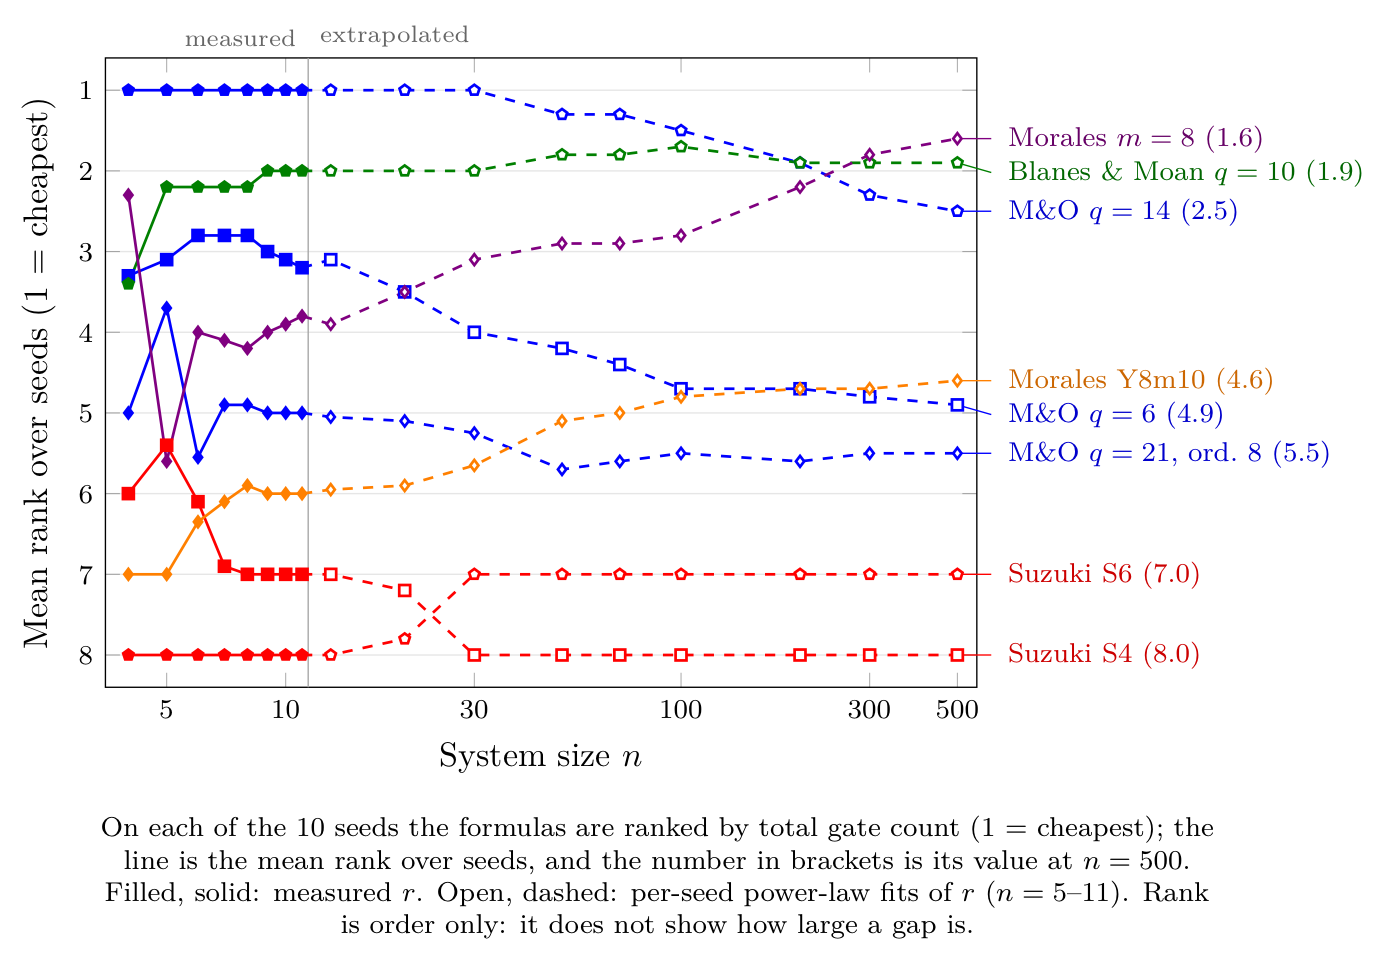 measured extrapolated
Mean rank over seeds (1 = cheapest)
1
2
3
4
5
6
7
8
Morales m = 8 (1.6)
Blanes & Moan q = 10 (1.9)
M&O q = 14 (2.5)
Morales Y8m10 (4.6)
M&O q = 6 (4.9)
M&O q = 21, ord. 8 (5.5)
Suzuki S6 (7.0)
Suzuki S4 (8.0)
5 10 30 100 300 500
System size n
On each of the 10 seeds the formulas are ranked by total gate count (1 = cheapest); the
line is the mean rank over seeds, and the number in brackets is its value at n = 500.
Filled, solid: measured r. Open, dashed: per-seed power-law fits of r (n = 5–11). Rank
is order only: it does not show how large a gap is.